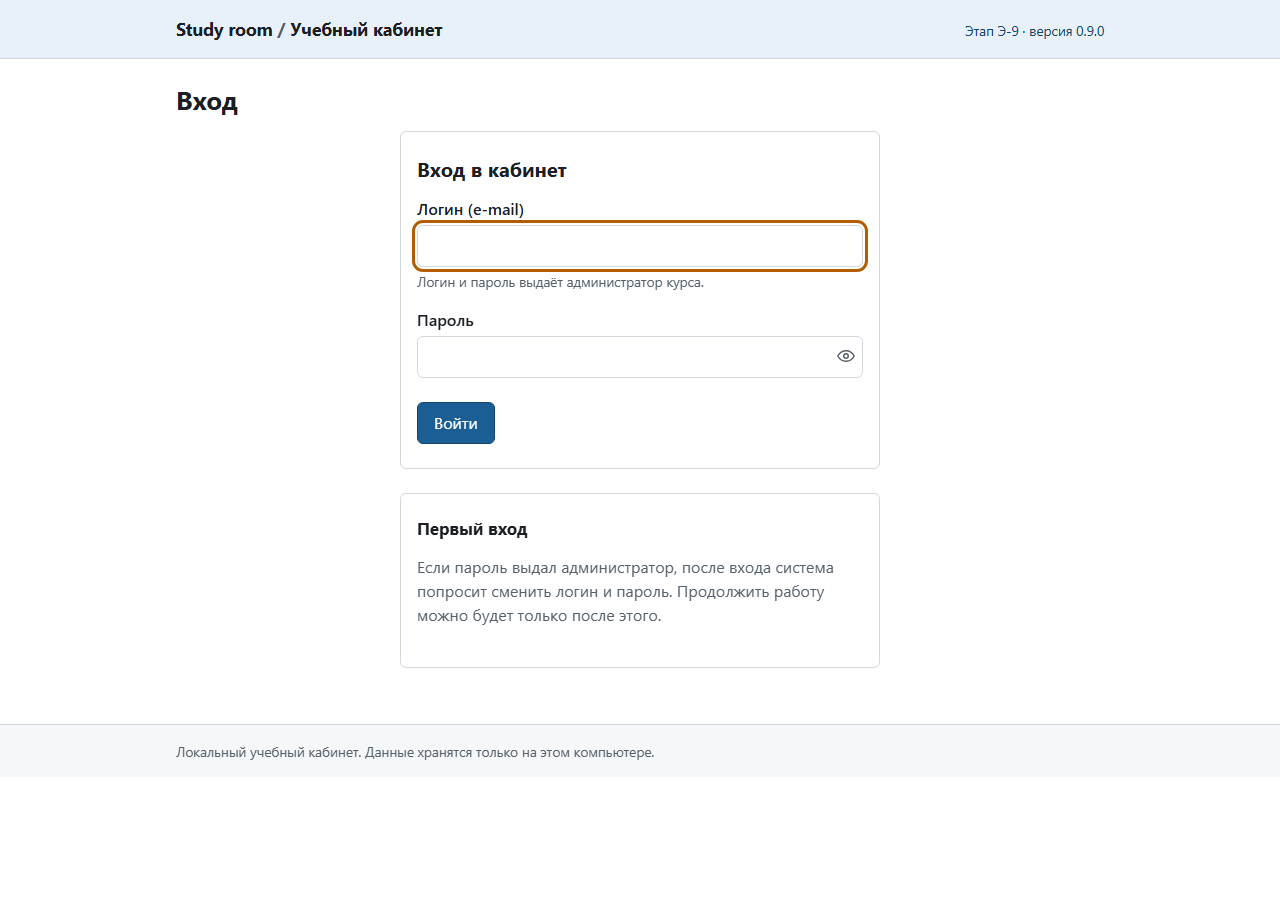 Study room / Учебный кабинет
Этап Э-9 · версия 0.9.0
Вход
Вход в кабинет
Логин (e-mail)
Логин и пароль выдаёт администратор курса.
Пароль
Войти
Первый вход
Если пароль выдал администратор, после входа система
попросит сменить логин и пароль. Продолжить работу
можно будет только после этого.
Локальный учебный кабинет. Данные хранятся только на этом компьютере.